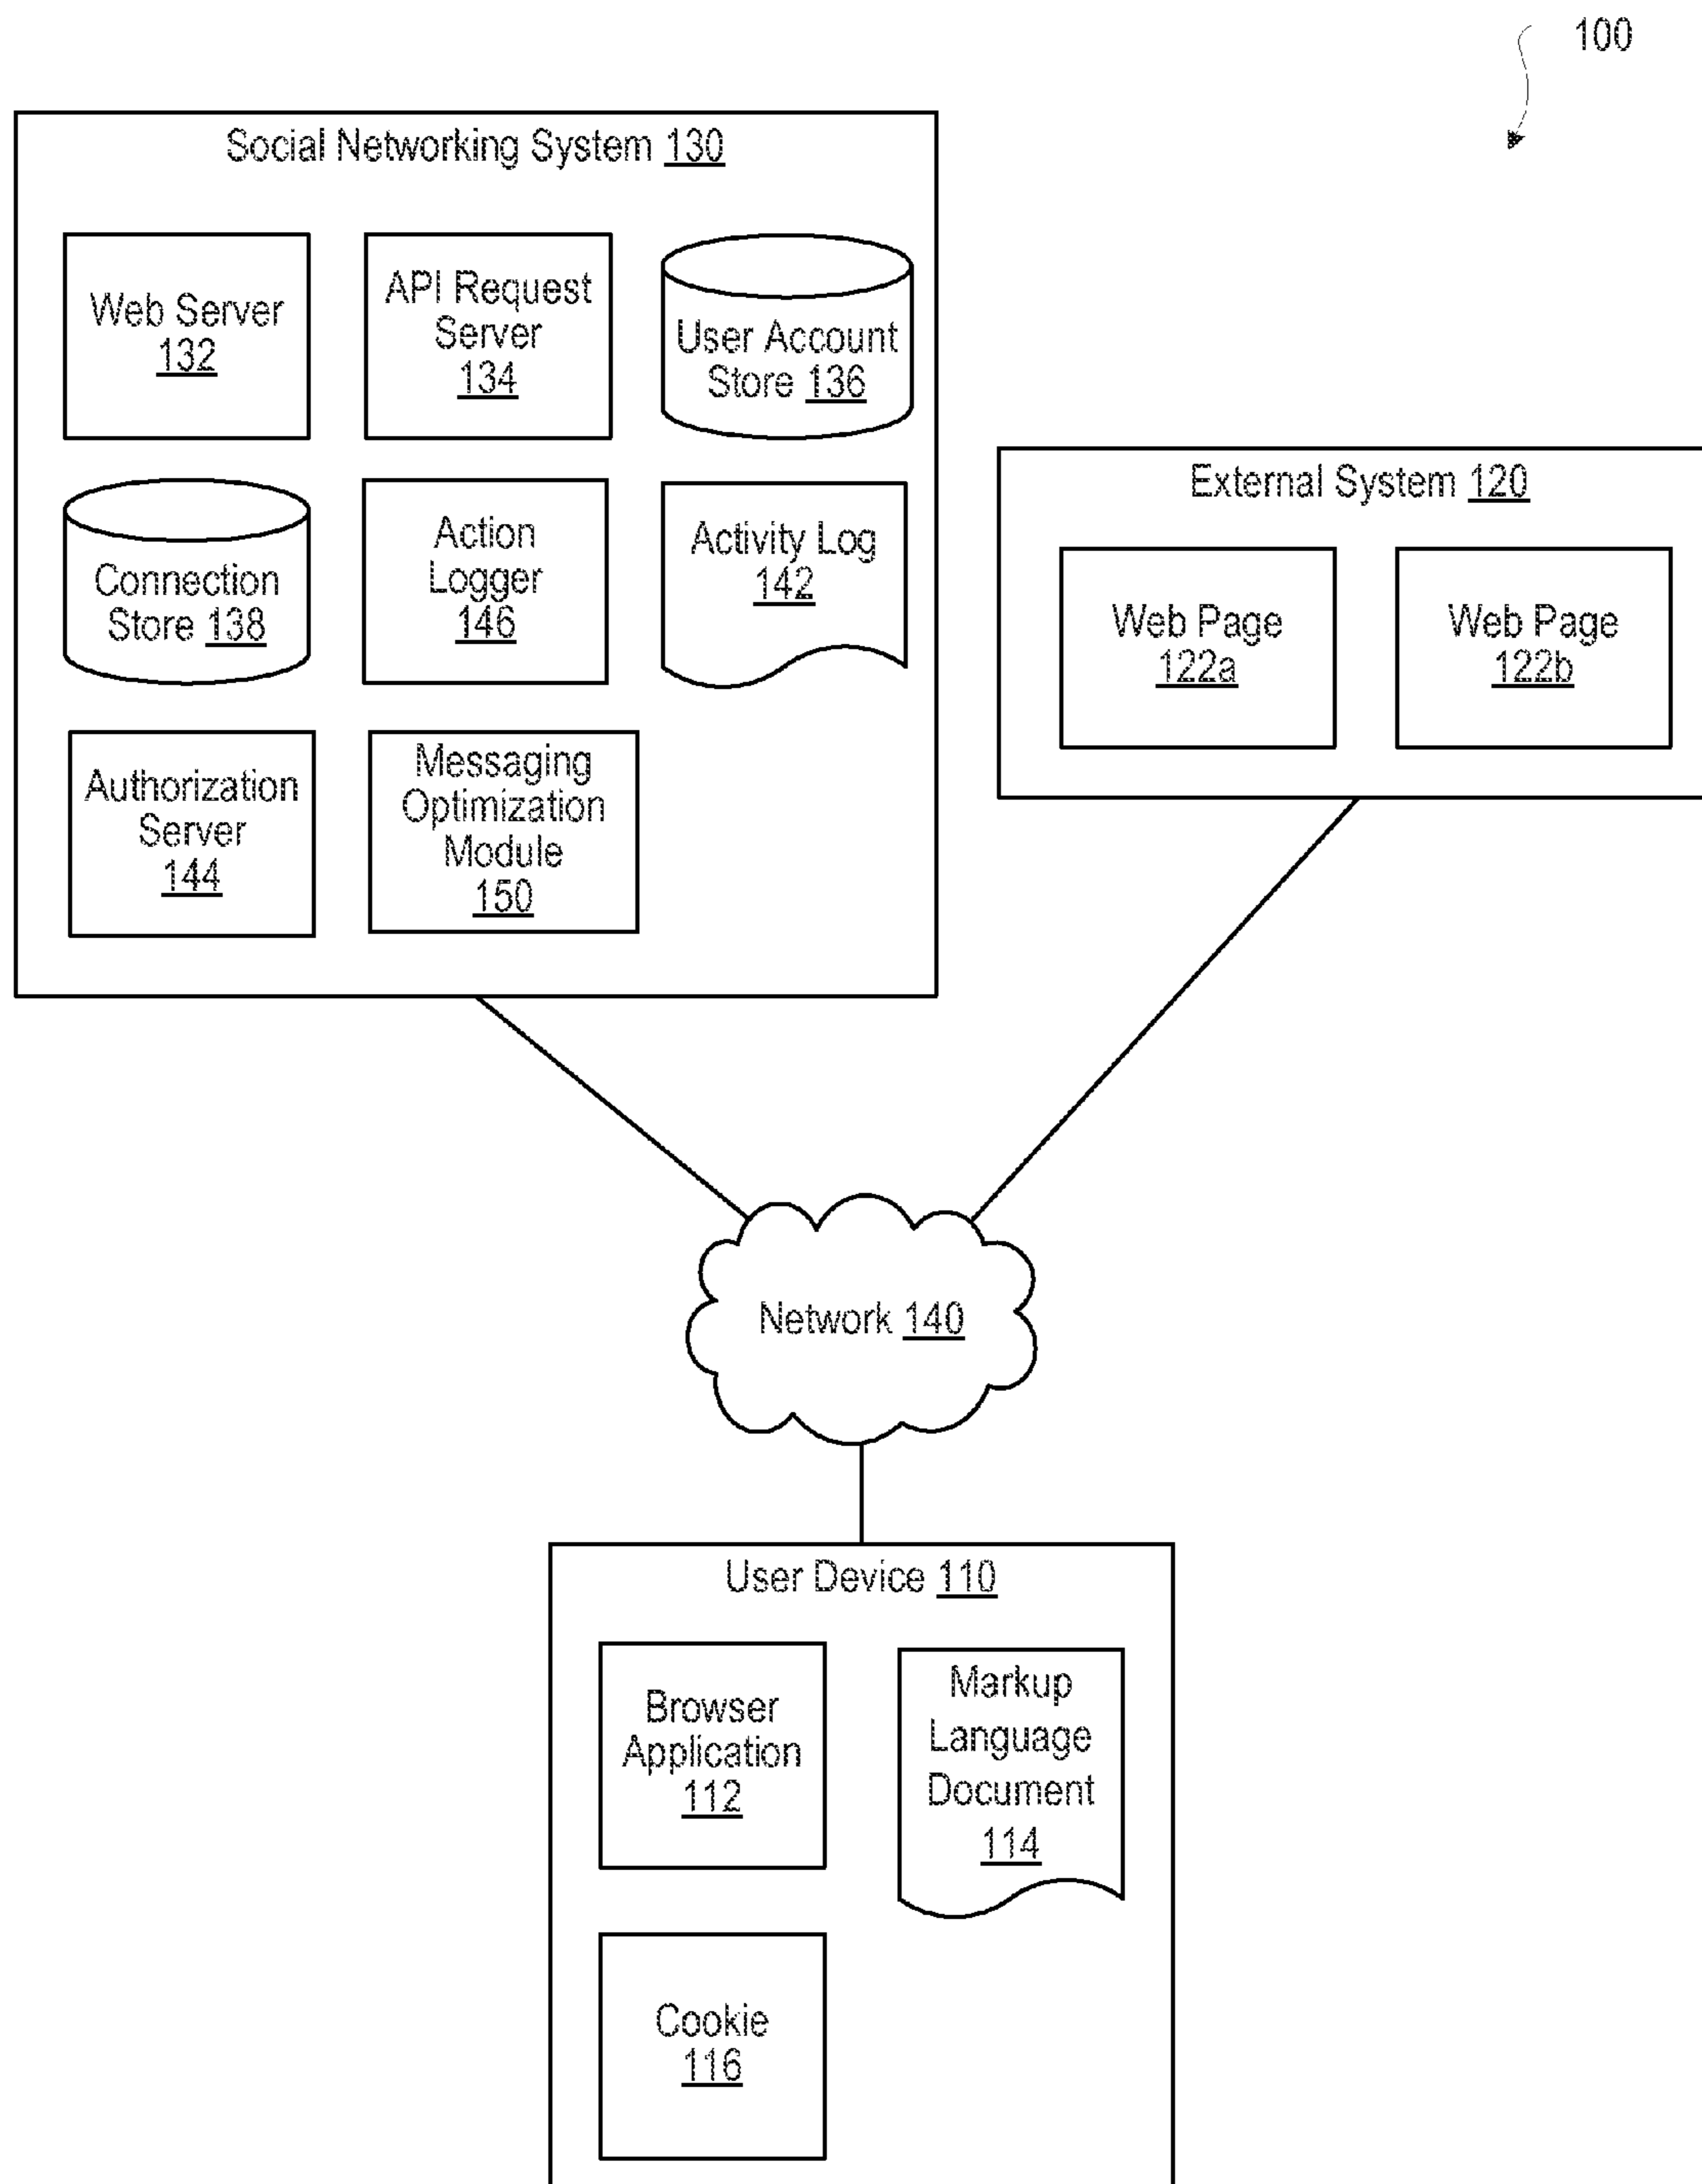 100
Social Networking System 130
Web Server
132
API Request
Server
134
User Account
Store 136
Connection
Store 138
Action
Logger
146
Activity Log
142
Authorization
Server
144
Messaging
Optimization
Module
150
External System 120
Web Page
122a
Web Page
122b
Network 140
User Device 110
Browser
Application
112
Markup
Language
Document
114
Cookie
116